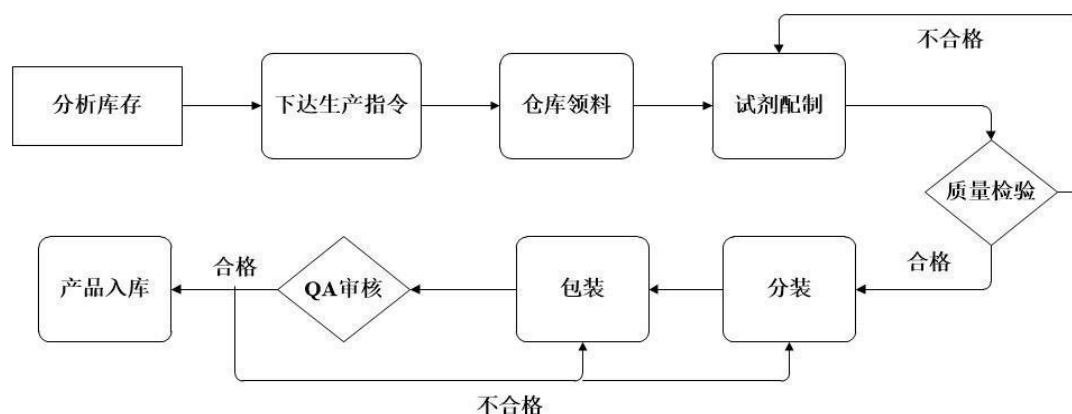 不合格
分析库存
下达生产指令
仓库领料
试剂配制
质量检验
合格
产品入库
合格
QA审核
包装
分装
不合格